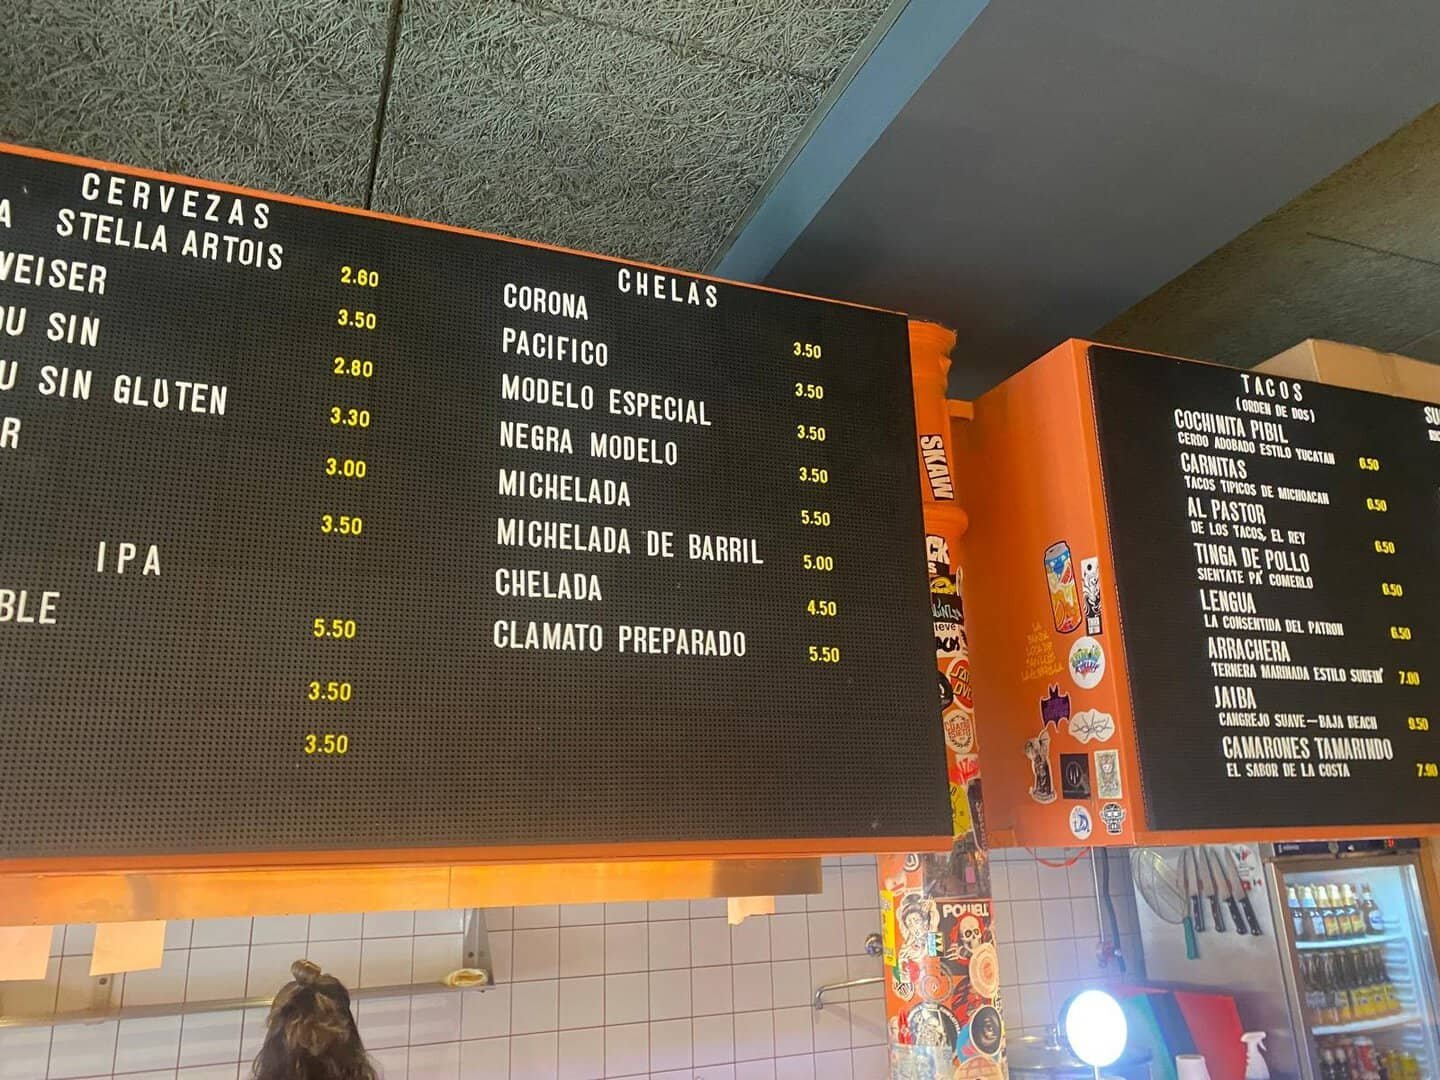 CERVEZAS
A STELLA ARTOIS 2.60
WEISER 3.50
OU SIN 2.80
U SIN GLUTEN 3.30
R 3.00
3.50
IPA
BLE 5.50
3.50
3.50
CHELAS
CORONA 3.50
PACIFICO 3.50
MODELO ESPECIAL 3.50
NEGRA MODELO 3.50
MICHELADA 5.50
MICHELADA DE BARRIL 5.00
CHELADA 4.50
CLAMATO PREPARADO 5.50
SKAW
TACOS
(ORDEN DE DOS)
COCHINITA PIBIL
CERDO ADOBADO ESTILO YUCATAN 6.50
CARNITAS
TACOS TIPICOS DE MICHOACAN 6.50
AL PASTOR
DE LOS TACOS, EL REY 6.50
TINGA DE POLLO
SIENTATE PA' COMERLO 6.50
LENGUA
LA CONSENTIDA DEL PATRON 6.50
ARRACHERA
TERNERA MARINADA ESTILO SURFIN' 7.00
JAIBA
CANGREJO SUAVE-BAJA BEACH 9.50
CAMARONES TAMARINDO
EL SABOR DE LA COSTA 7.90
SU
POWELL